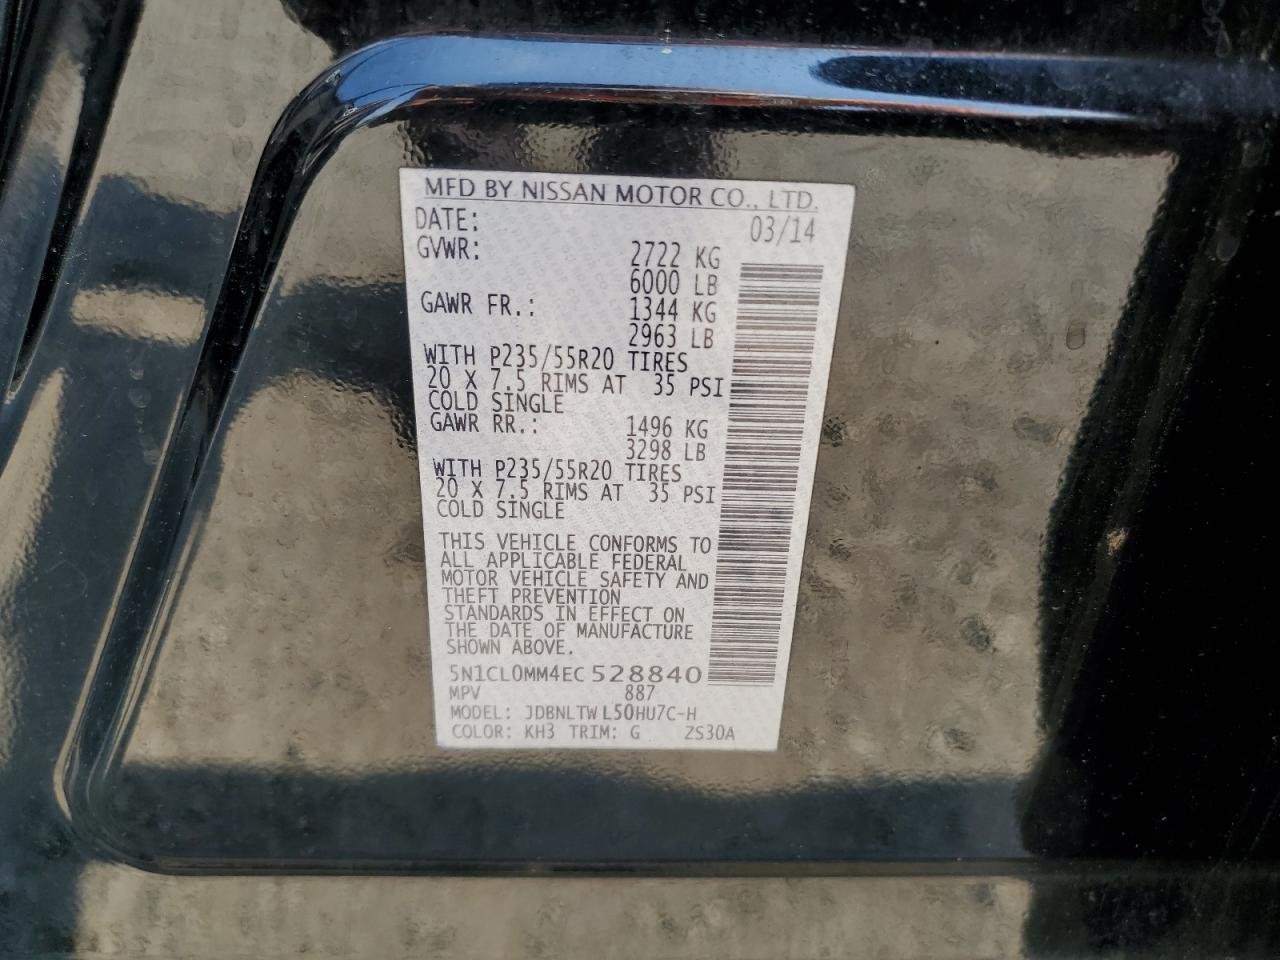 MFD BY NISSAN MOTOR CO., LTD.
DATE: 03/14
GVWR: 2722 KG
6000 LB
GAWR FR.: 1344 KG
2963 LB
WITH P235/55R20 TIRES
20 X 7.5 RIMS AT 35 PSI
COLD SINGLE
GAWR RR.: 1496 KG
3298 LB
WITH P235/55R20 TIRES
20 X 7.5 RIMS AT 35 PSI
COLD SINGLE
THIS VEHICLE CONFORMS TO
ALL APPLICABLE FEDERAL
MOTOR VEHICLE SAFETY AND
THEFT PREVENTION
STANDARDS IN EFFECT ON
THE DATE OF MANUFACTURE
SHOWN ABOVE.
5N1CL0MM4EC528840
MPV 887
MODEL: JDBNLTW L50HU7C-H
COLOR: KH3 TRIM: G ZS30A